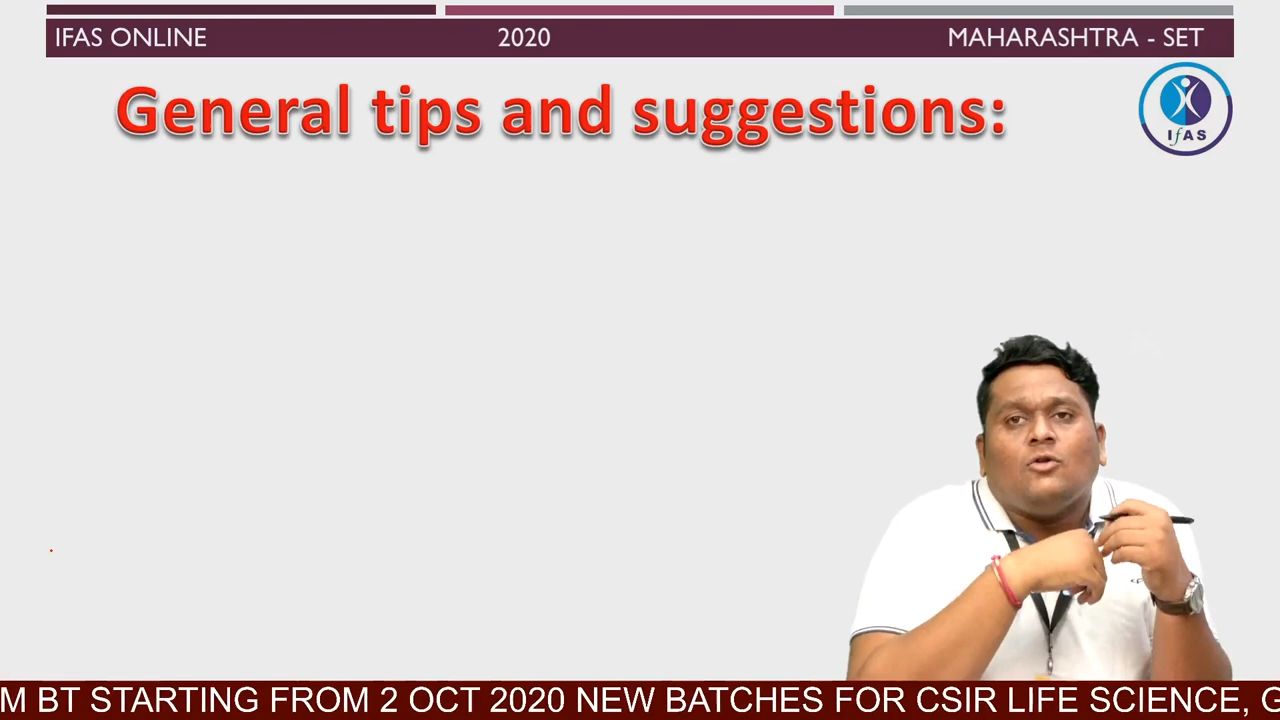 IFAS ONLINE 2020 MAHARASHTRA - SET
General tips and suggestions:
IfAS
M BT STARTING FROM 2 OCT 2020 NEW BATCHES FOR CSIR LIFE SCIENCE, G